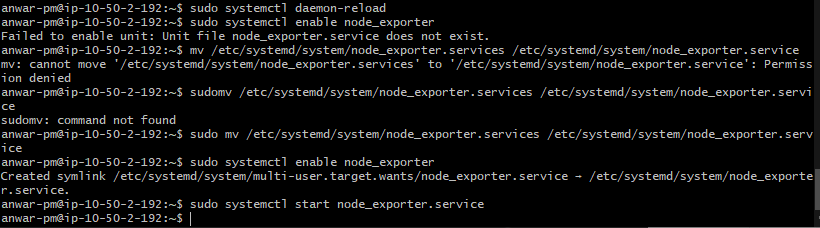 anwar-pm@ip-10-50-2-192:~$ sudo systemctl daemon-reload
anwar-pm@ip-10-50-2-192:~$ sudo systemctl enable node_exporter
Failed to enable unit: Unit file node_exporter.service does not exist.
anwar-pm@ip-10-50-2-192:~$ mv /etc/systemd/system/node_exporter.services /etc/systemd/system/node_exporter.service
mv: cannot move '/etc/systemd/system/node_exporter.services' to '/etc/systemd/system/node_exporter.service': Permiss
ion denied
anwar-pm@ip-10-50-2-192:~$ sudomv /etc/systemd/system/node_exporter.services /etc/systemd/system/node_exporter.servi
ce
sudomv: command not found
anwar-pm@ip-10-50-2-192:~$ sudo mv /etc/systemd/system/node_exporter.services /etc/systemd/system/node_exporter.serv
ice
anwar-pm@ip-10-50-2-192:~$ sudo systemctl enable node_exporter
Created symlink /etc/systemd/system/multi-user.target.wants/node_exporter.service → /etc/systemd/system/node_exporte
r.service.
anwar-pm@ip-10-50-2-192:~$ sudo systemctl start node_exporter.service
anwar-pm@ip-10-50-2-192:~$